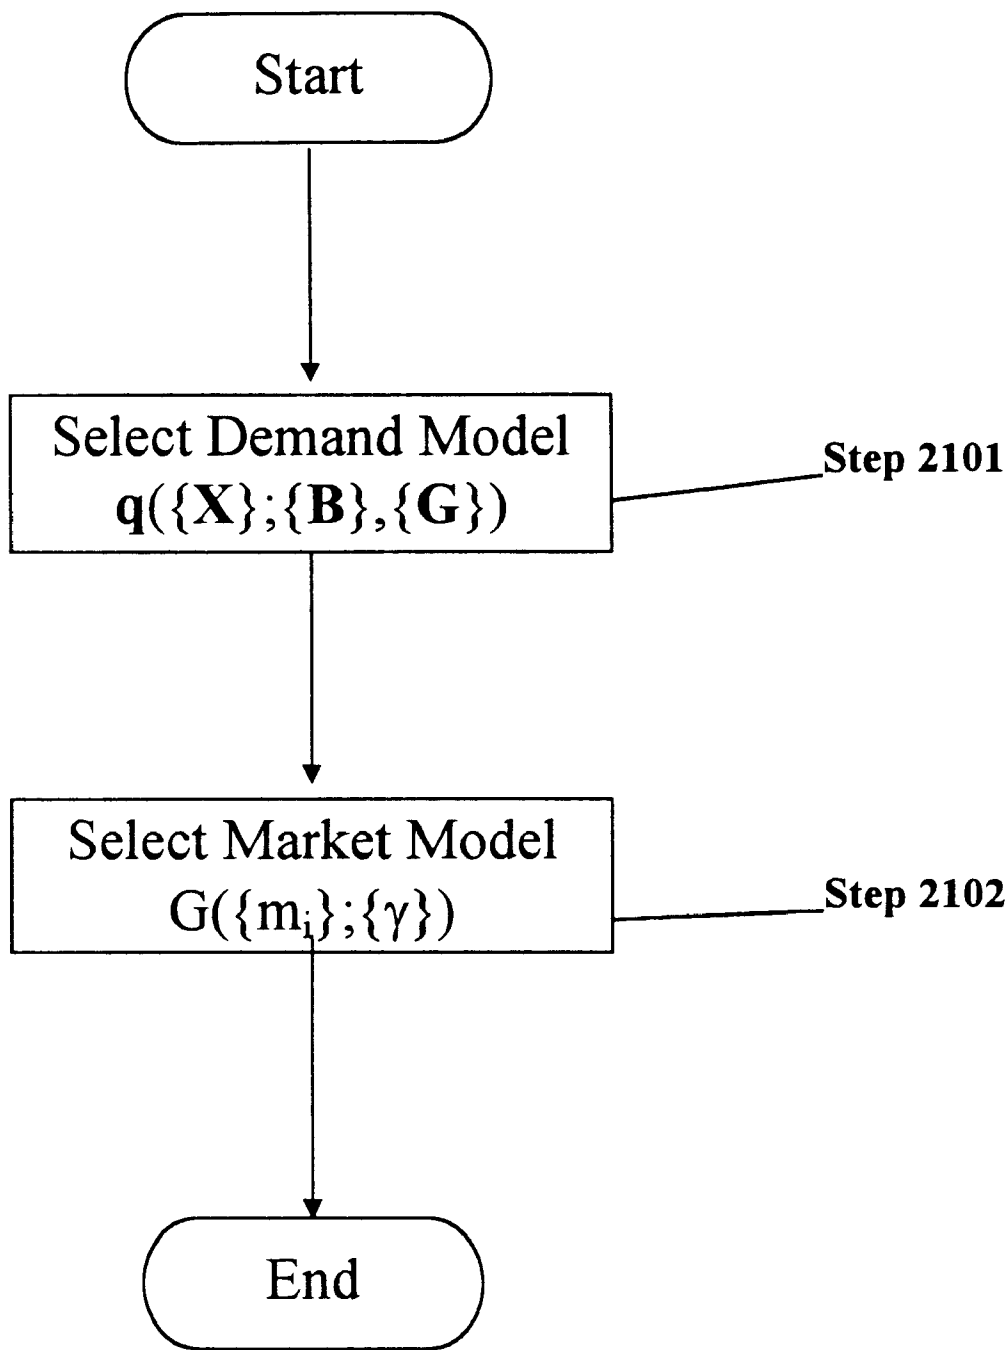 Start
Select Demand Model
q({X};{B},{G})
Step 2101
Select Market Model
G({mᵢ};{γ})
Step 2102
End